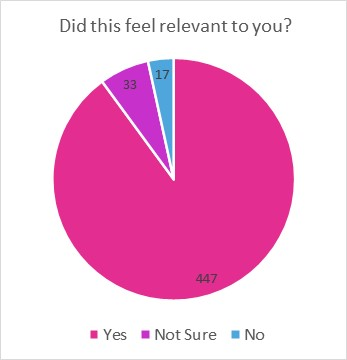 Did this feel relevant to you?
33
17
447
Yes
Not Sure
No